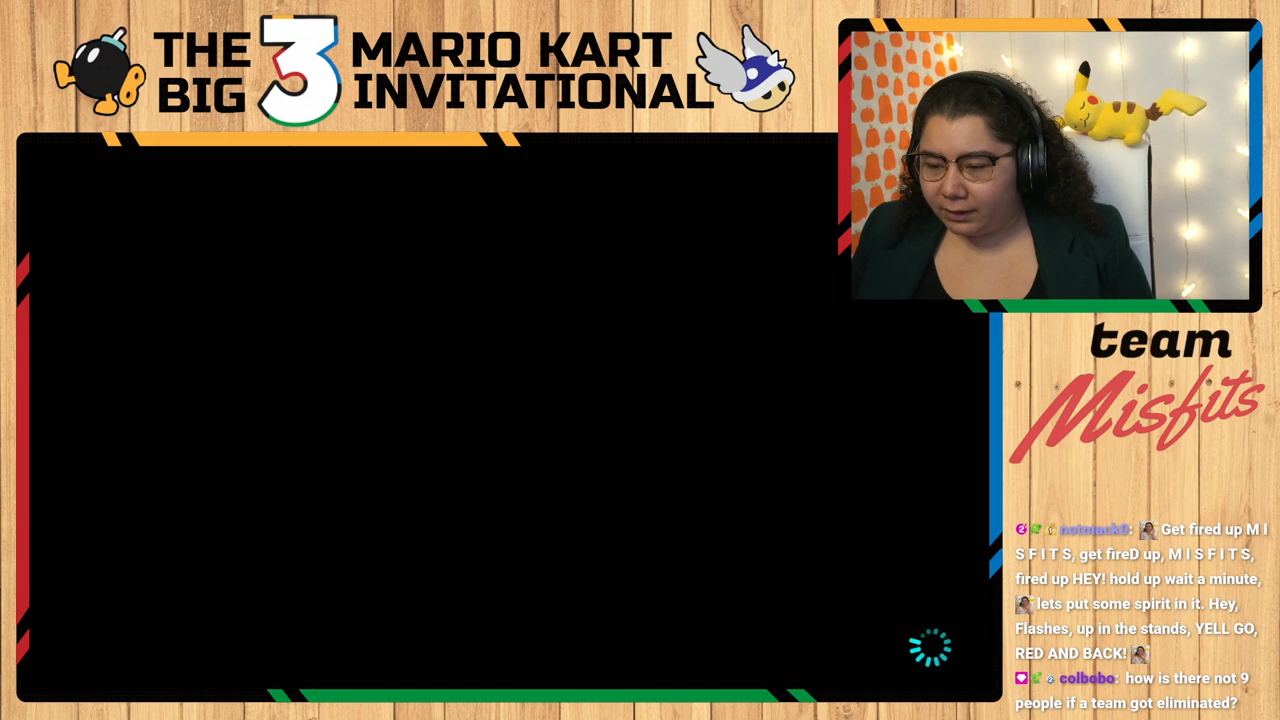 THE BIG 3 MARIO KART INVITATIONAL
team
Misfits
notmack0: Get fired up M I
S F I T S, get fireD up, M I S F I T S,
fired up HEY! hold up wait a minute,
lets put some spirit in it. Hey,
Flashes, up in the stands, YELL GO,
RED AND BACK!
colbobo: how is there not 9
people if a team got eliminated?